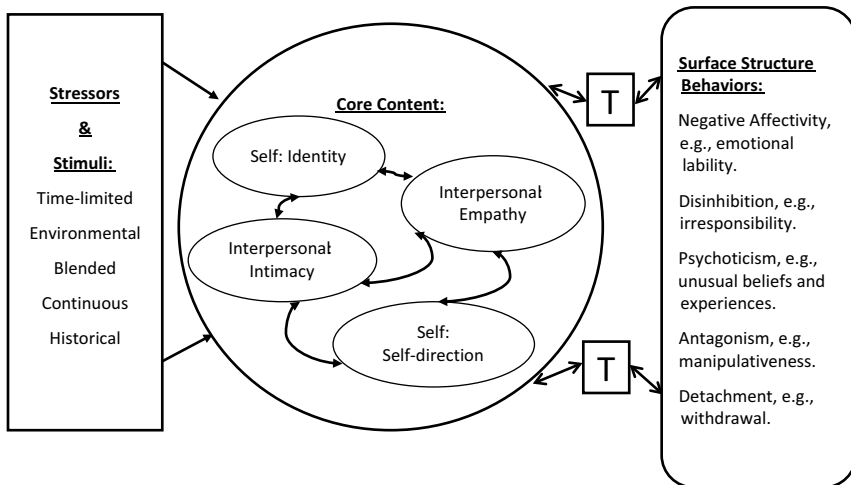 Stressors
&
Stimuli:
Time-limited
Environmental
Blended
Continuous
Historical
Core Content:
Self: Identity
Interpersonal:
Empathy
Interpersonal:
Intimacy
Self:
Self-direction
T
T
Surface Structure
Behaviors:
Negative Affectivity,
e.g., emotional
lability.
Disinhibition, e.g.,
irresponsibility.
Psychoticism, e.g.,
unusual beliefs and
experiences.
Antagonism, e.g.,
manipulativeness.
Detachment, e.g.,
withdrawal.